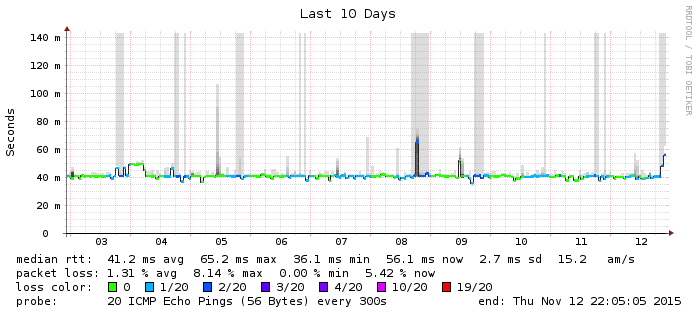 Last 10 Days
RRDTOOL / TOBI OETIKER
Seconds
140 m
120 m
100 m
80 m
60 m
40 m
20 m
0
03 04 05 06 07 08 09 10 11 12
median rtt: 41.2 ms avg 65.2 ms max 36.1 ms min 56.1 ms now 2.7 ms sd 15.2 am/s
packet loss: 1.31 % avg 8.14 % max 0.00 % min 5.42 % now
loss color: 0 1/20 2/20 3/20 4/20 10/20 19/20
probe: 20 ICMP Echo Pings (56 Bytes) every 300s end: Thu Nov 12 22:05:05 2015